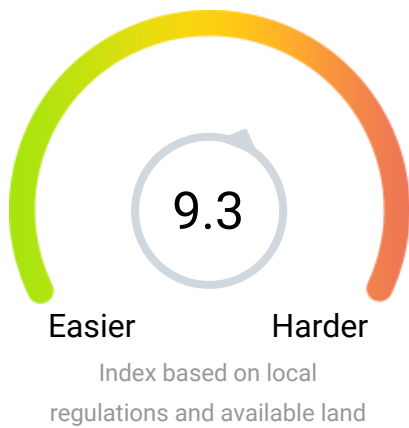 9.3
Easier Harder
Index based on local
regulations and available land